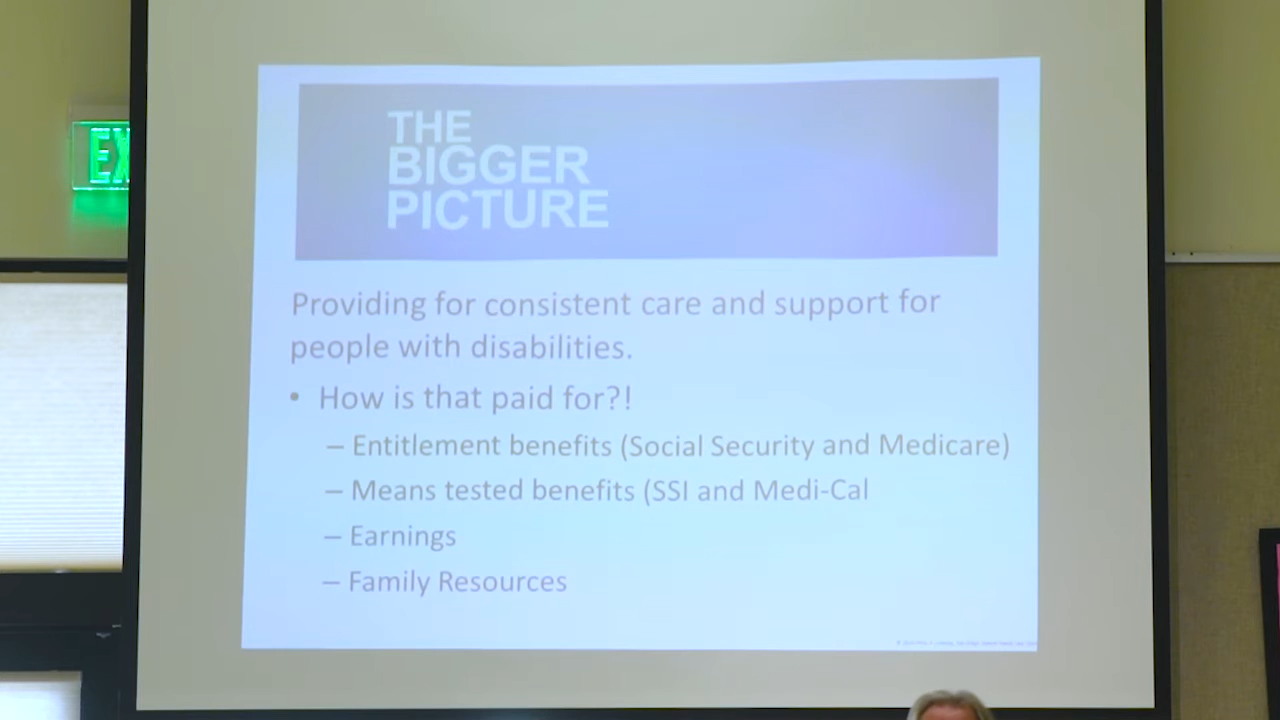 EX
THE
BIGGER
PICTURE
Providing for consistent care and support for
people with disabilities.
• How is that paid for?!
– Entitlement benefits (Social Security and Medicare)
– Means tested benefits (SSI and Medi-Cal
– Earnings
– Family Resources